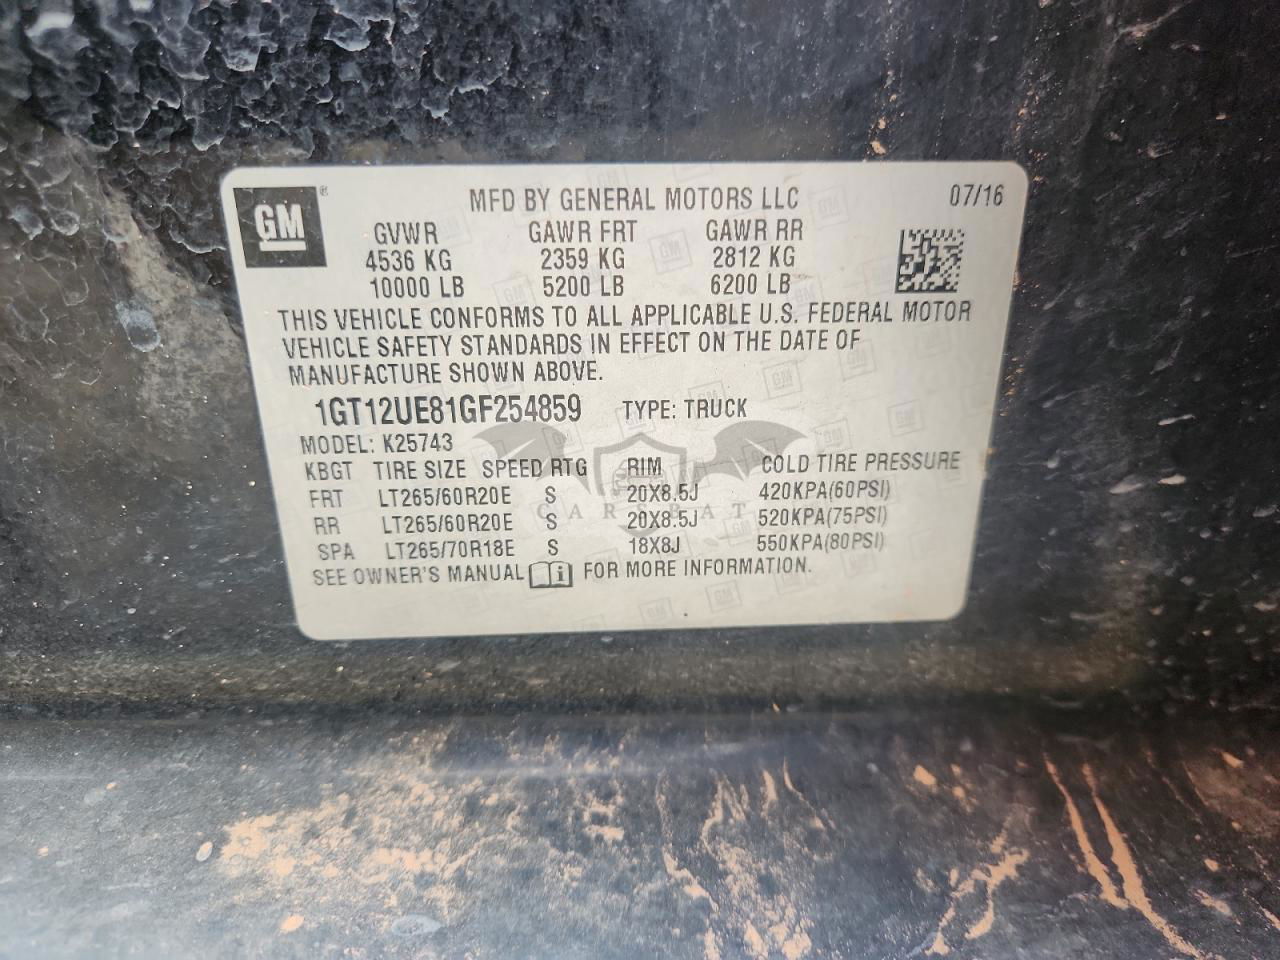 GM ® MFD BY GENERAL MOTORS LLC 07/16
GVWR GAWR FRT GAWR RR
4536 KG 2359 KG 2812 KG
10000 LB 5200 LB 6200 LB
THIS VEHICLE CONFORMS TO ALL APPLICABLE U.S. FEDERAL MOTOR
VEHICLE SAFETY STANDARDS IN EFFECT ON THE DATE OF
MANUFACTURE SHOWN ABOVE.
1GT12UE81GF254859 TYPE: TRUCK
MODEL: K25743
KBGT TIRE SIZE SPEED RTG RIM COLD TIRE PRESSURE
FRT LT265/60R20E S 20X8.5J 420KPA(60PSI)
CARSBAT
RR LT265/60R20E S 20X8.5J 520KPA(75PSI)
SPA LT265/70R18E S 18X8J 550KPA(80PSI)
SEE OWNER'S MANUAL i FOR MORE INFORMATION.